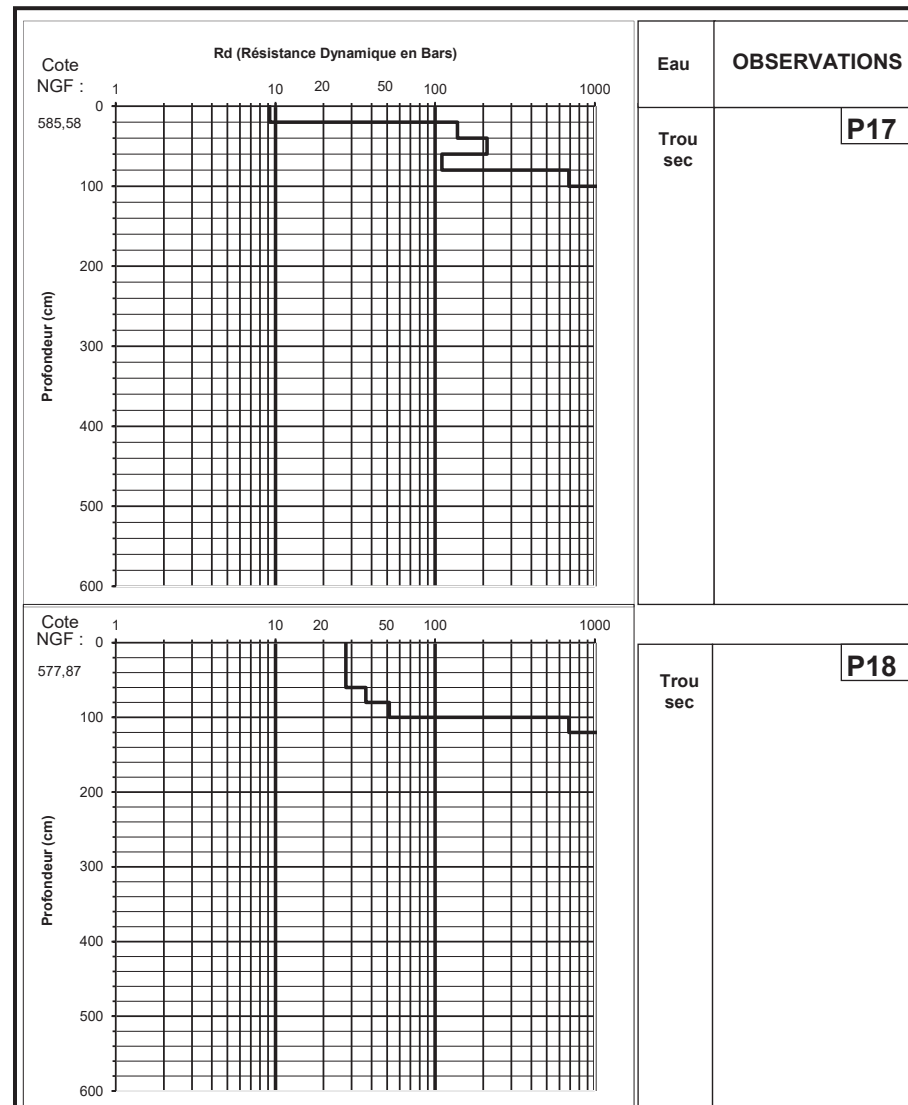 Rd (Résistance Dynamique en Bars)
Cote
NGF :
1 10 20 50 100 1000
0
585,58
100
200
300
400
500
600
Profondeur (cm)
Eau
OBSERVATIONS
Trou
sec
P17
Cote
NGF :
1 10 20 50 100 1000
0
577,87
100
200
300
400
500
600
Profondeur (cm)
Trou
sec
P18